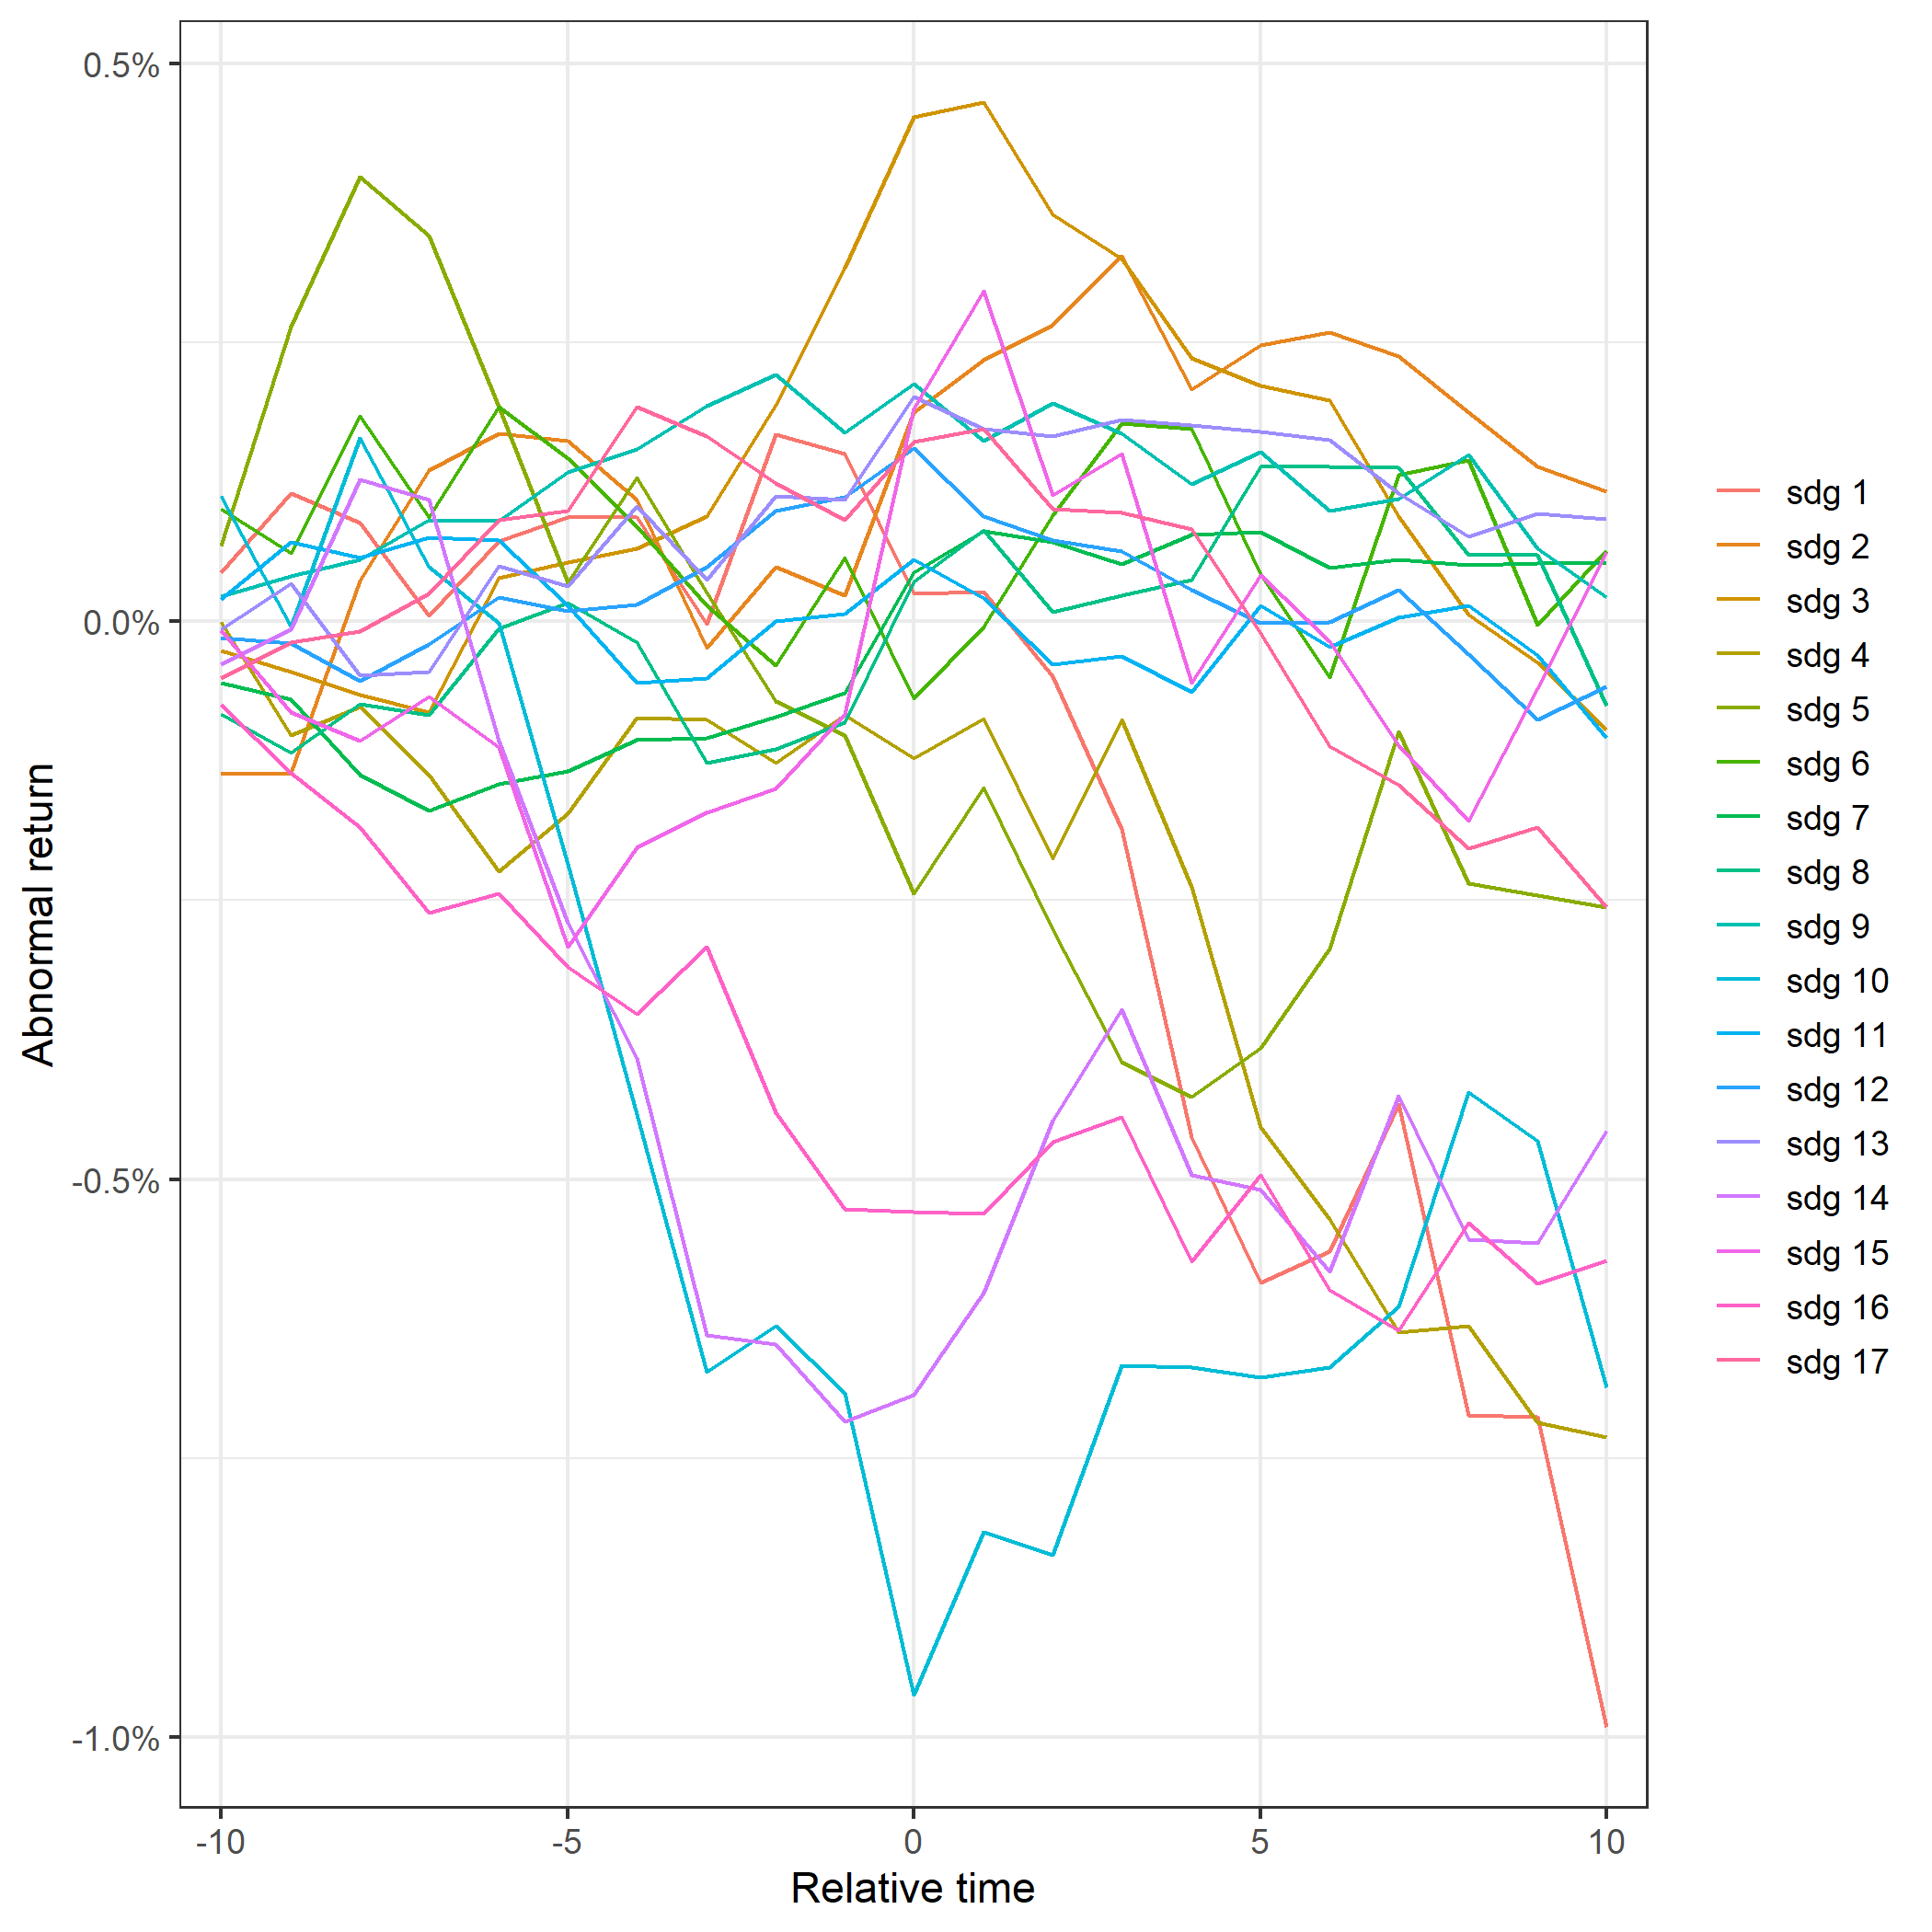 0.5%
0.0%
-0.5%
-1.0%
Abnormal return
-10
-5
0
5
10
Relative time
sdg 1
sdg 2
sdg 3
sdg 4
sdg 5
sdg 6
sdg 7
sdg 8
sdg 9
sdg 10
sdg 11
sdg 12
sdg 13
sdg 14
sdg 15
sdg 16
sdg 17